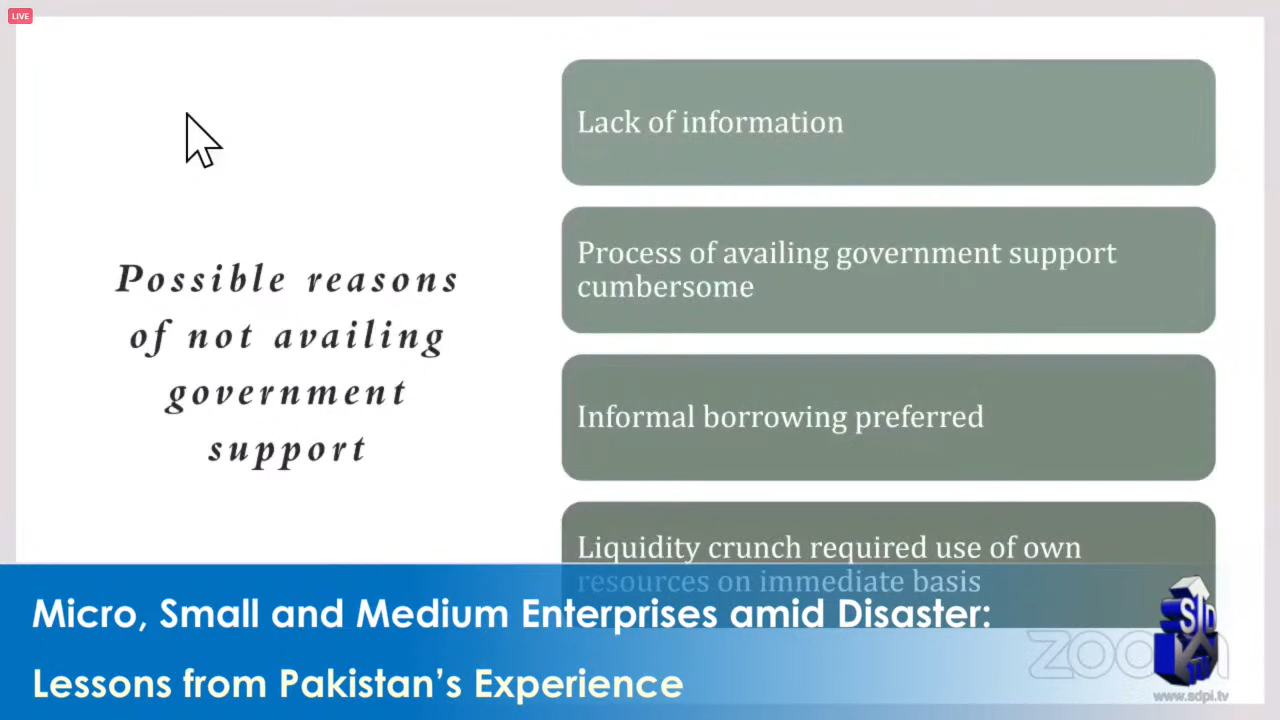 LIVE
Possible reasons
of not availing
government
support
Lack of information
Process of availing government support
cumbersome
Informal borrowing preferred
Liquidity crunch required use of own
resources on immediate basis
Micro, Small and Medium Enterprises amid Disaster:
Lessons from Pakistan’s Experience
zoom
www.sdpi.tv